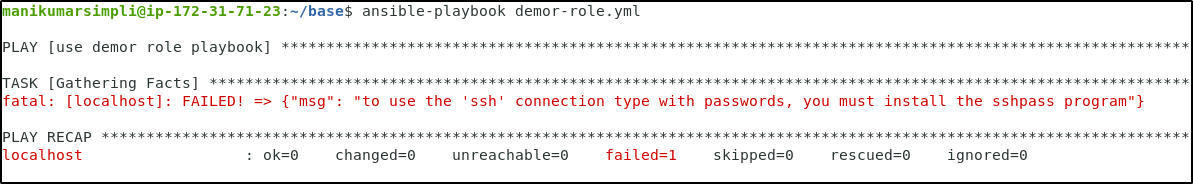 manikumarsimpli@ip-172-31-71-23:~/base$ ansible-playbook demor-role.yml
PLAY [use demor role playbook] *****************************************************************************************************
TASK [Gathering Facts] *************************************************************************************************************
fatal: [localhost]: FAILED! => {"msg": "to use the 'ssh' connection type with passwords, you must install the sshpass program"}
PLAY RECAP *************************************************************************************************************************
localhost                  : ok=0    changed=0    unreachable=0    failed=1    skipped=0    rescued=0    ignored=0